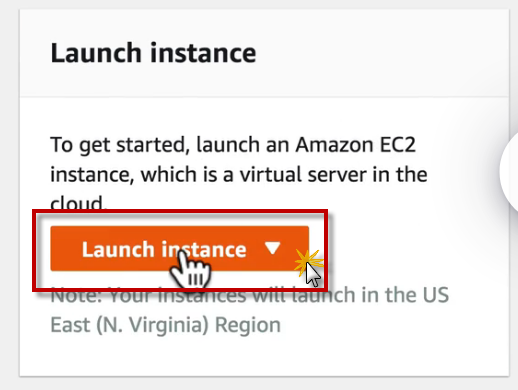 Launch instance
To get started, launch an Amazon EC2
instance, which is a virtual server in the
cloud.
Launch instance
Note: Your instances will launch in the US
East (N. Virginia) Region